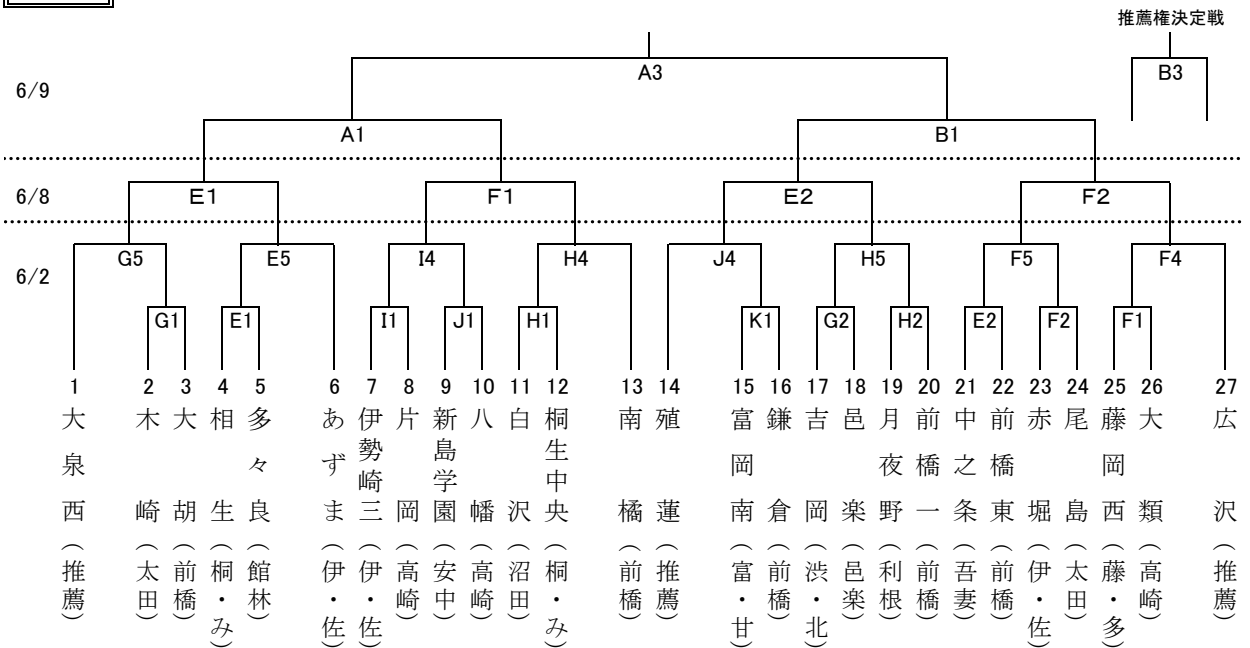 推薦権決定戦
A3
B3
6/9
A1
B1
6/8
E1
F1
E2
F2
G5
E5
I4
H4
J4
H5
F5
F4
6/2
G1
E1
I1
J1
H1
K1
G2
H2
E2
F2
F1
1
2
3
4
5
6
7
8
9
10
11
12
13
14
15
16
17
18
19
20
21
22
23
24
25
26
27
大泉西(推薦)
木崎(太田)
大胡(前橋)
相生(桐・み)
多々良(館林)
あずま(伊・佐)
伊勢崎三(伊・佐)
片岡(高崎)
新島学園(安中)
八幡(高崎)
白沢(沼田)
桐生中央(桐・み)
南橘(前橋)
殖蓮(推薦)
富岡南(富・甘)
鎌倉(前橋)
吉岡(渋・北)
邑楽(邑楽)
月夜野(利根)
前橋一(前橋)
中之条(吾妻)
前橋東(前橋)
赤堀(伊・佐)
尾島(太田)
藤岡西(藤・多)
大類(高崎)
広沢(推薦)